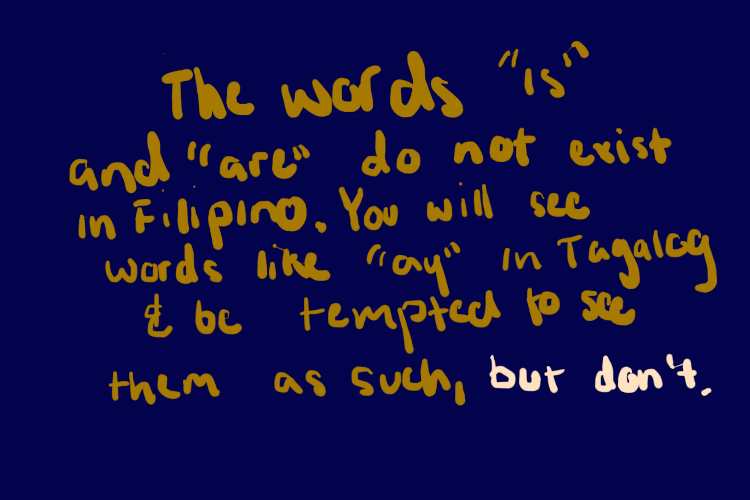 The words "is"
and "are" do not exist
in Filipino. You will see
words like "ay" in Tagalog
& be tempted to see
them as such, but don't.